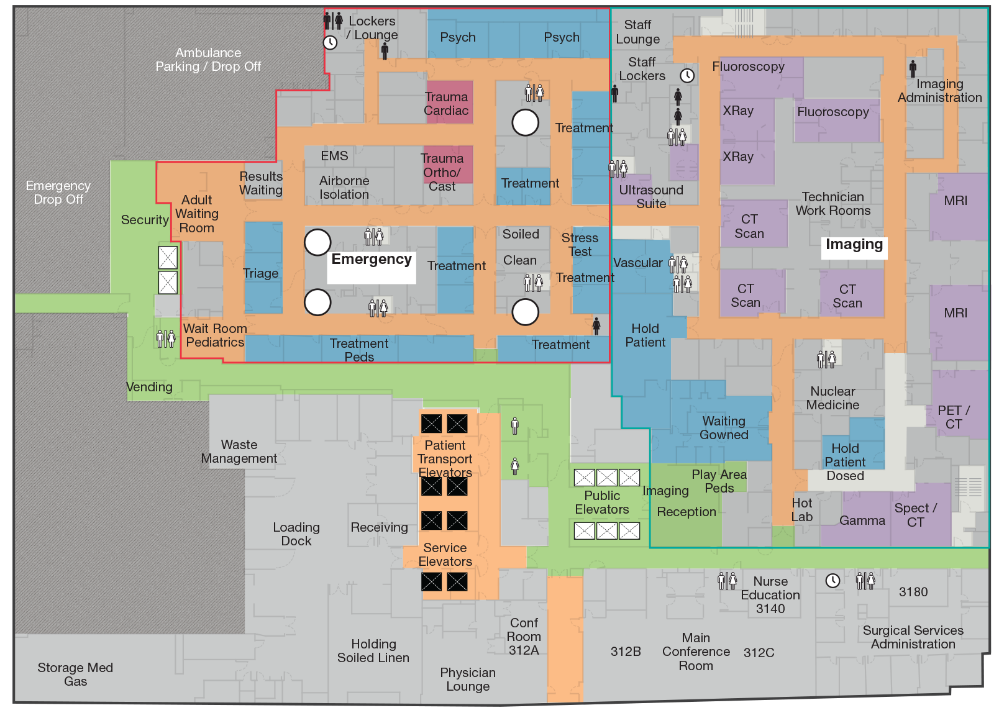 Lockers
/ Lounge
Psych
Psych
Staff
Lounge
Ambulance
Parking / Drop Off
Staff
Lockers
Fluoroscopy
Imaging
Administration
Trauma
Cardiac
XRay
Fluoroscopy
Treatment
EMS
Trauma
Ortho/
Cast
XRay
Airborne
Isolation
Results
Waiting
Treatment
Emergency
Drop Off
Security
Adult
Waiting
Room
Ultrasound
Suite
Technician
Work Rooms
MRI
CT
Scan
Soiled
Stress
Test
Imaging
Emergency
Clean
Triage
Treatment
Treatment
Vascular
CT
Scan
CT
Scan
MRI
Wait Room
Pediatrics
Treatment
Peds
Treatment
Hold
Patient
Vending
Nuclear
Medicine
PET /
CT
Waiting
Gowned
Waste
Management
Patient
Transport
Elevators
Hold
Patient
Dosed
Play Area
Peds
Imaging
Reception
Public
Elevators
Hot
Lab
Gamma
Spect /
CT
Loading
Dock
Receiving
Service
Elevators
Nurse
Education
3140
3180
Conf
Room
312A
312B
Main
Conference
Room
312C
Surgical Services
Administration
Holding
Soiled Linen
Storage Med
Gas
Physician
Lounge